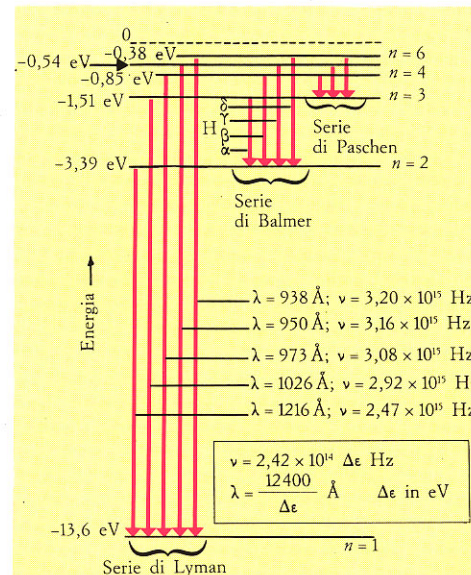 0
−0,38 eV n = 6
−0,54 eV
−0,85 eV n = 4
−1,51 eV n = 3
δ
γ
H
β
α
Serie
di Paschen
−3,39 eV n = 2
Serie
di Balmer
Energia
λ = 938 Å; ν = 3,20 × 10¹⁵ Hz
λ = 950 Å; ν = 3,16 × 10¹⁵ Hz
λ = 973 Å; ν = 3,08 × 10¹⁵ Hz
λ = 1026 Å; ν = 2,92 × 10¹⁵ H
λ = 1216 Å; ν = 2,47 × 10¹⁵ Hz
ν = 2,42 × 10¹⁴ Δε Hz
λ = 12400/Δε Å Δε in eV
−13,6 eV n = 1
Serie di Lyman